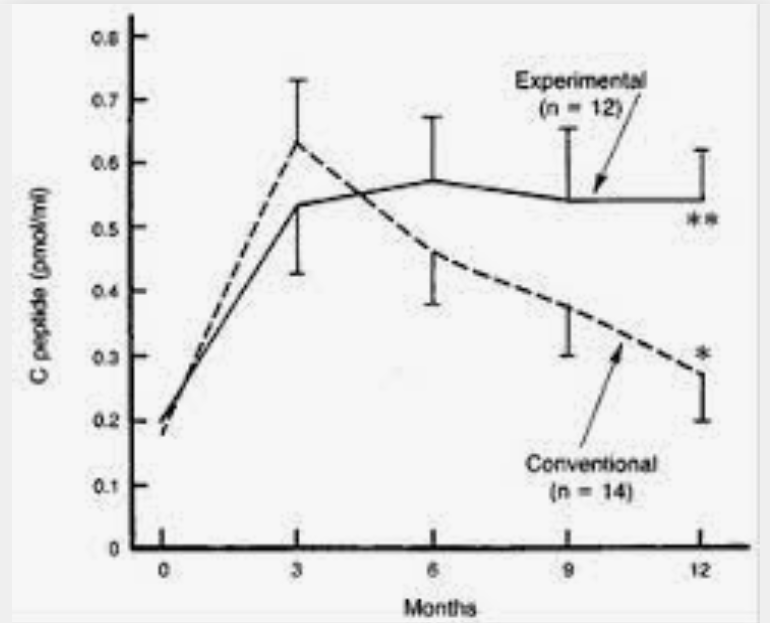 0.8
0.7
0.6
0.5
0.4
0.3
0.2
0.1
0
C peptide (pmol/ml)
Experimental
(n = 12)
**
*
Conventional
(n = 14)
0 3 6 9 12
Months